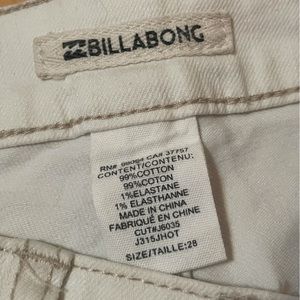 BILLABONG
RN# 99094 CA# 37757
CONTENT/CONTENU:
99%COTTON
99%COTON
1%ELASTANE
1% ELASTHANNE
MADE IN CHINA
FABRIQUÉ EN CHINE
CUT#J6035
J315JHOT
SIZE/TAILLE:28